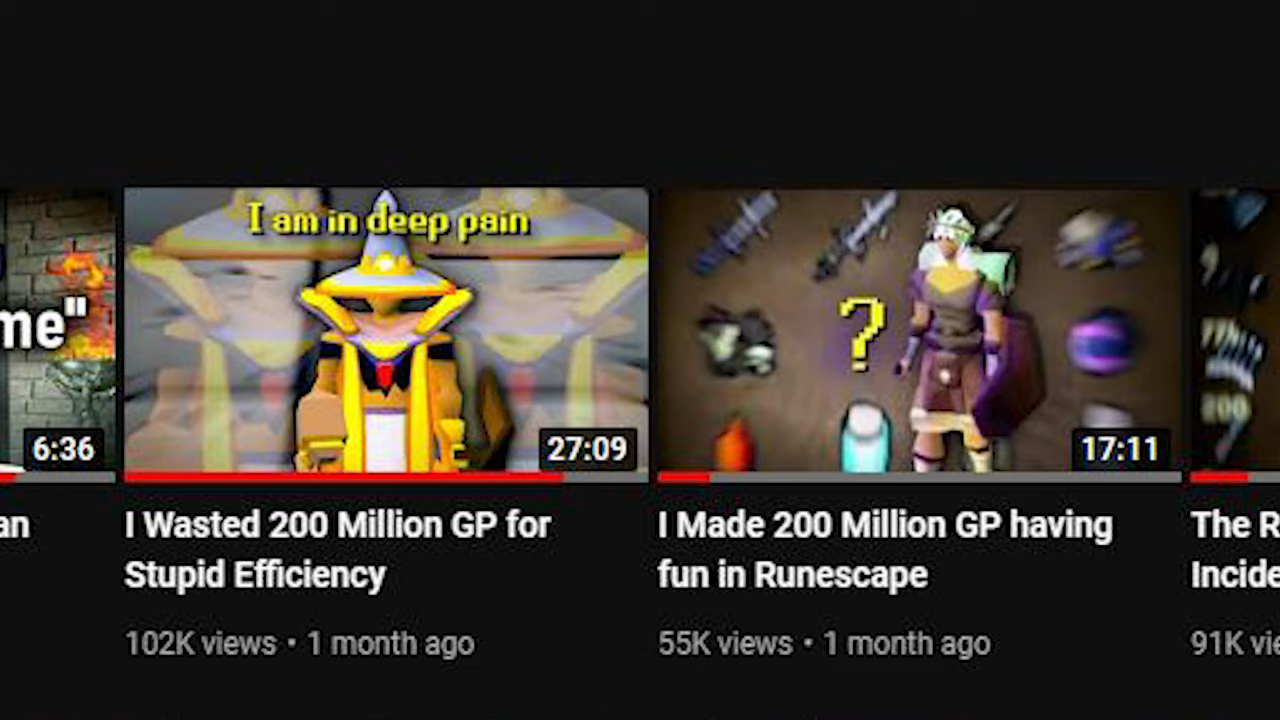 I am in deep pain
me"
6:36
27:09
?
17:11
an
I Wasted 200 Million GP for
Stupid Efficiency
102K views • 1 month ago
I Made 200 Million GP having
fun in Runescape
55K views • 1 month ago
The R
Incide
91K vie